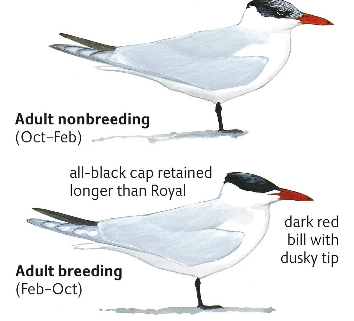 Adult nonbreeding
(Oct–Feb)
all-black cap retained
longer than Royal
dark red
bill with
dusky tip
Adult breeding
(Feb–Oct)